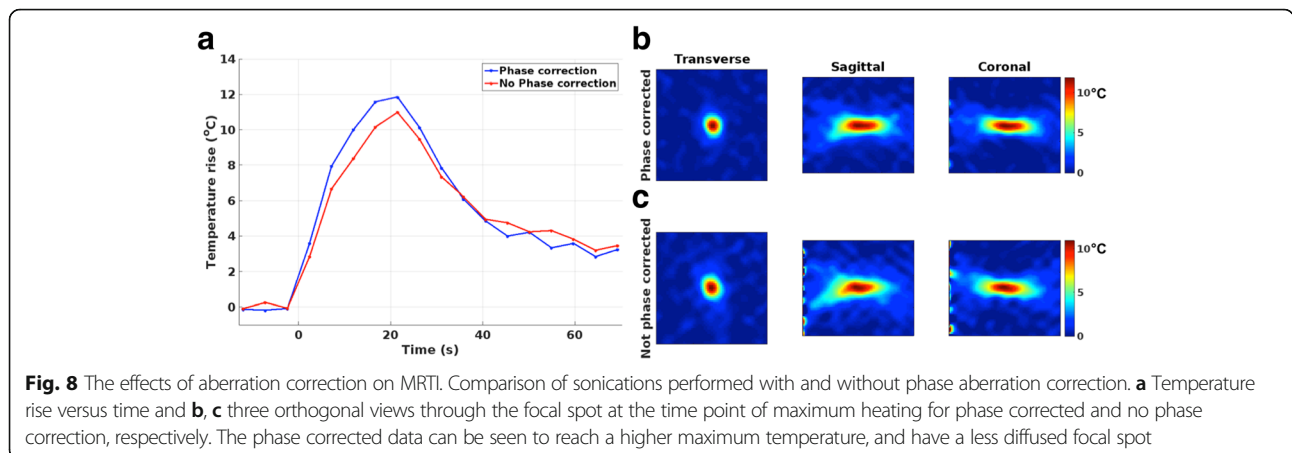 a
14
12
10
8
6
4
2
0
Temperature rise (°C)
0 20 40 60
Time (s)
Phase correction
No Phase correction
b
Transverse Sagittal Coronal
Phase corrected
10°C
0
c
Not phase corrected
10°C
0
Fig. 8 The effects of aberration correction on MRTI. Comparison of sonications performed with and without phase aberration correction. a Temperature
rise versus time and b, c three orthogonal views through the focal spot at the time point of maximum heating for phase corrected and no phase
correction, respectively. The phase corrected data can be seen to reach a higher maximum temperature, and have a less diffused focal spot